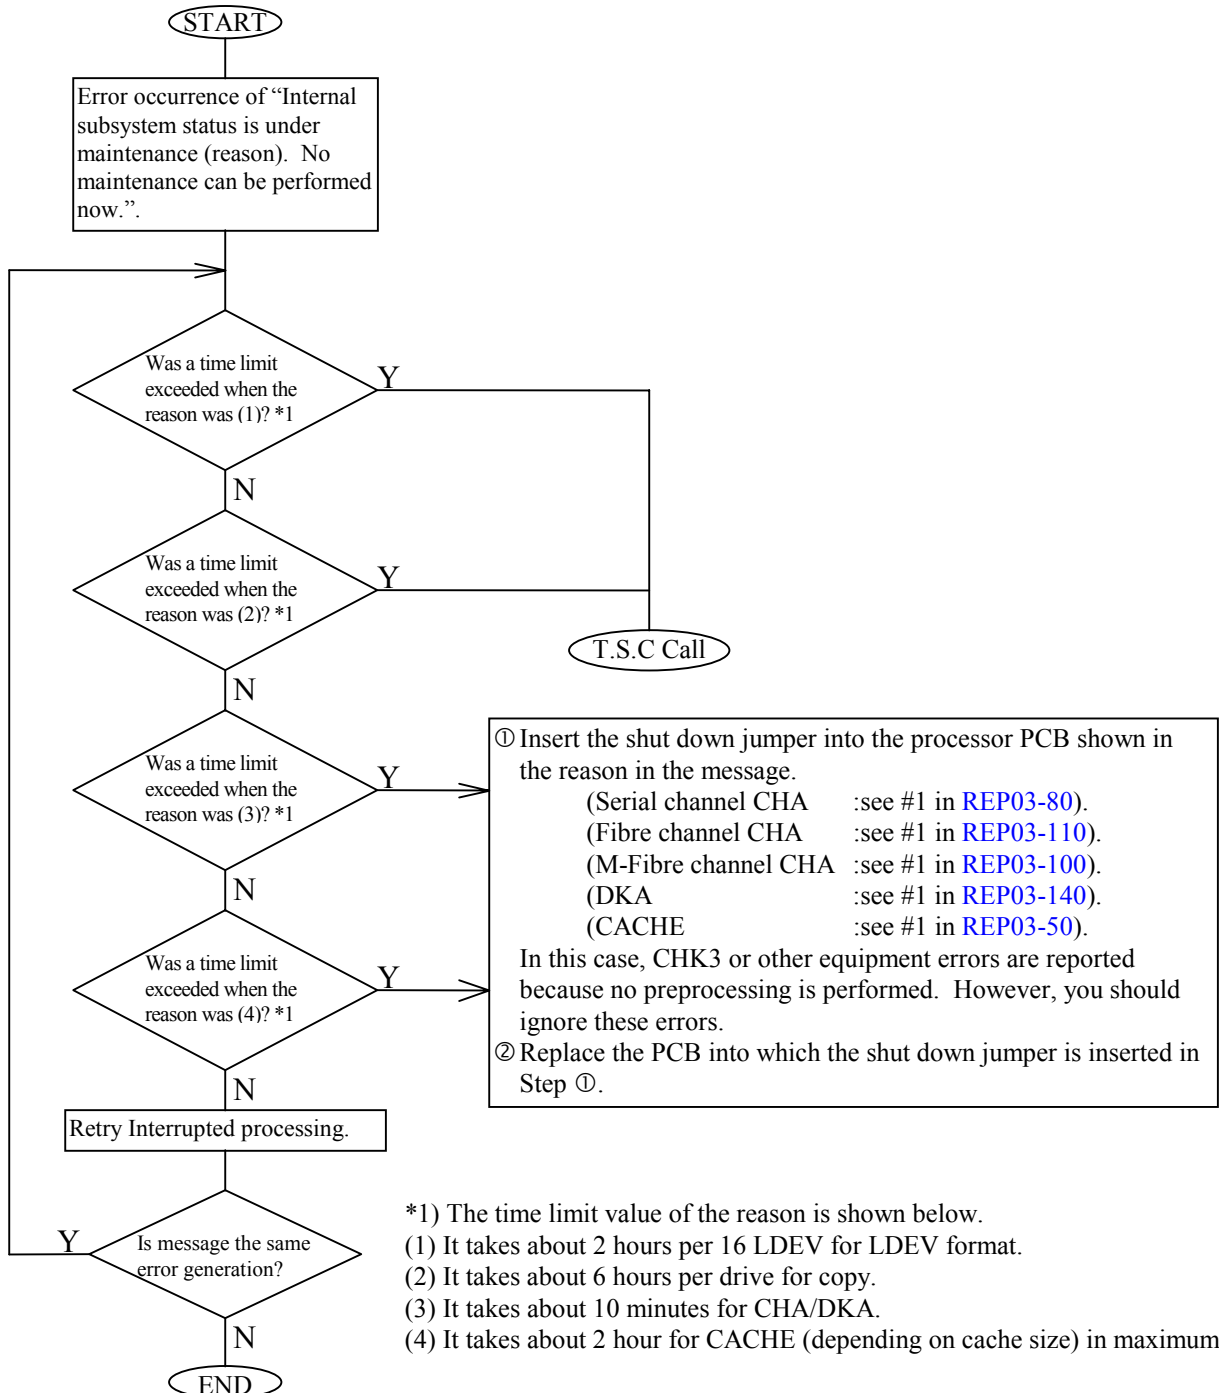 START
Error occurrence of “Internal
subsystem status is under
maintenance (reason).  No
maintenance can be performed
now.”.
Was a time limit
exceeded when the
reason was (1)? *1
Y
N
Was a time limit
exceeded when the
reason was (2)? *1
Y
T.S.C Call
N
Was a time limit
exceeded when the
reason was (3)? *1
Y
N
Was a time limit
exceeded when the
reason was (4)? *1
Y
N
① Insert the shut down jumper into the processor PCB shown in
the reason in the message.
(Serial channel CHA :see #1 in REP03-80).
(Fibre channel CHA :see #1 in REP03-110).
(M-Fibre channel CHA :see #1 in REP03-100).
(DKA :see #1 in REP03-140).
(CACHE :see #1 in REP03-50).
In this case, CHK3 or other equipment errors are reported
because no preprocessing is performed.  However, you should
ignore these errors.
② Replace the PCB into which the shut down jumper is inserted in
Step ①.
Retry Interrupted processing.
Is message the same
error generation?
Y
N
END
*1) The time limit value of the reason is shown below.
(1) It takes about 2 hours per 16 LDEV for LDEV format.
(2) It takes about 6 hours per drive for copy.
(3) It takes about 10 minutes for CHA/DKA.
(4) It takes about 2 hour for CACHE (depending on cache size) in maximum